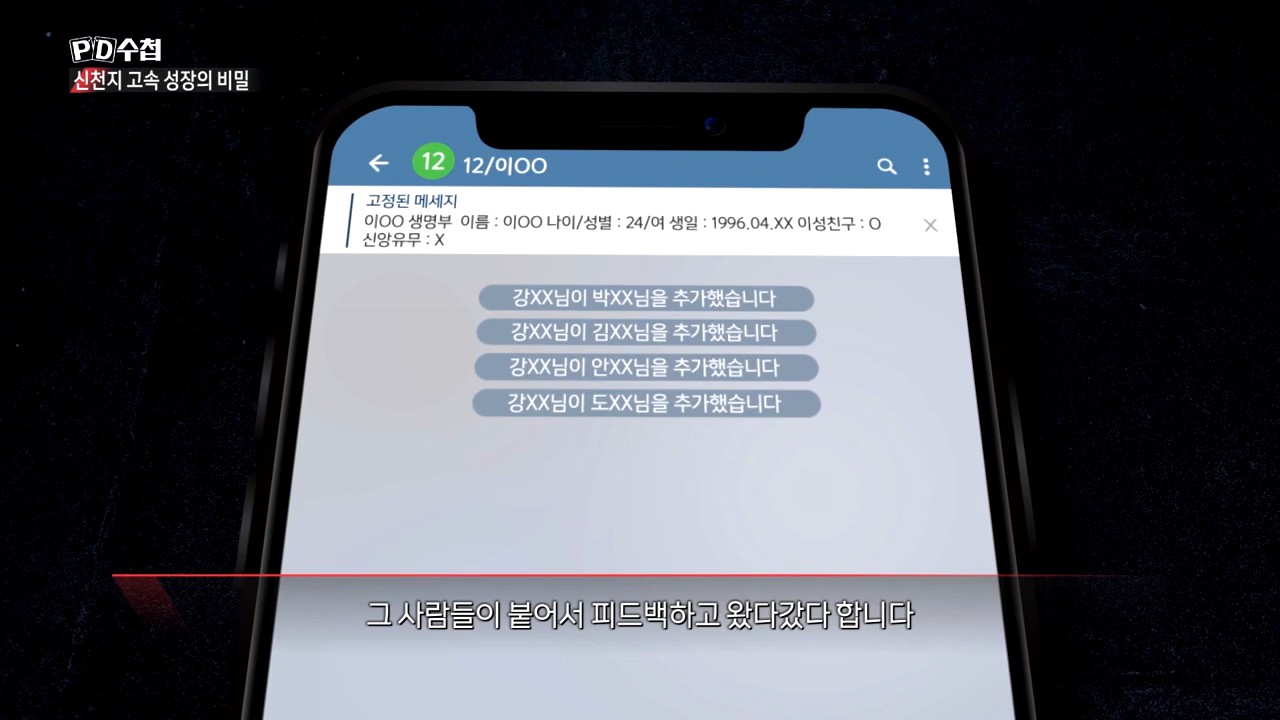 PD수첩
신천지 고속 성장의 비밀
12 12/이OO
고정된 메세지
이OO 생명부 이름 : 이OO 나이/성별 : 24/여 생일 : 1996.04.XX 이성친구 : O
신앙유무 : X
강XX님이 박XX님을 추가했습니다
강XX님이 김XX님을 추가했습니다
강XX님이 안XX님을 추가했습니다
강XX님이 도XX님을 추가했습니다
그 사람들이 붙어서 피드백하고 왔다갔다 합니다